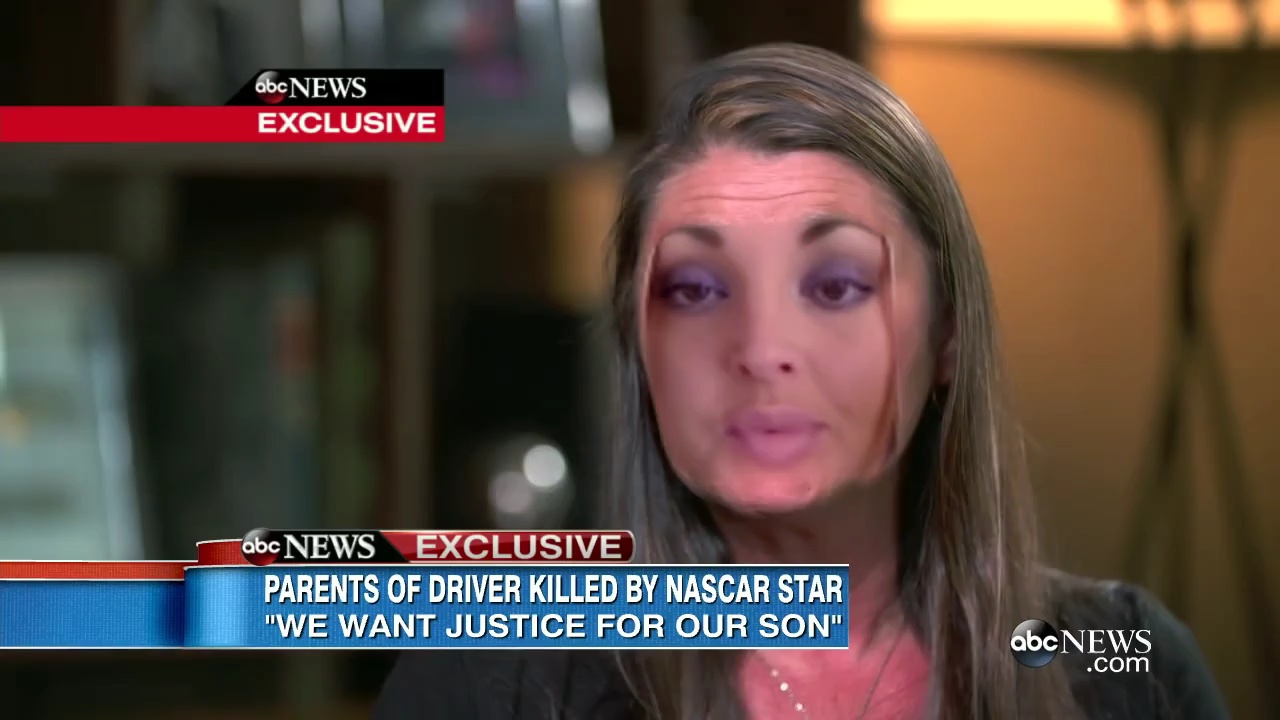 abc NEWS
EXCLUSIVE
abc NEWS EXCLUSIVE
PARENTS OF DRIVER KILLED BY NASCAR STAR
"WE WANT JUSTICE FOR OUR SON"
abc NEWS
.com